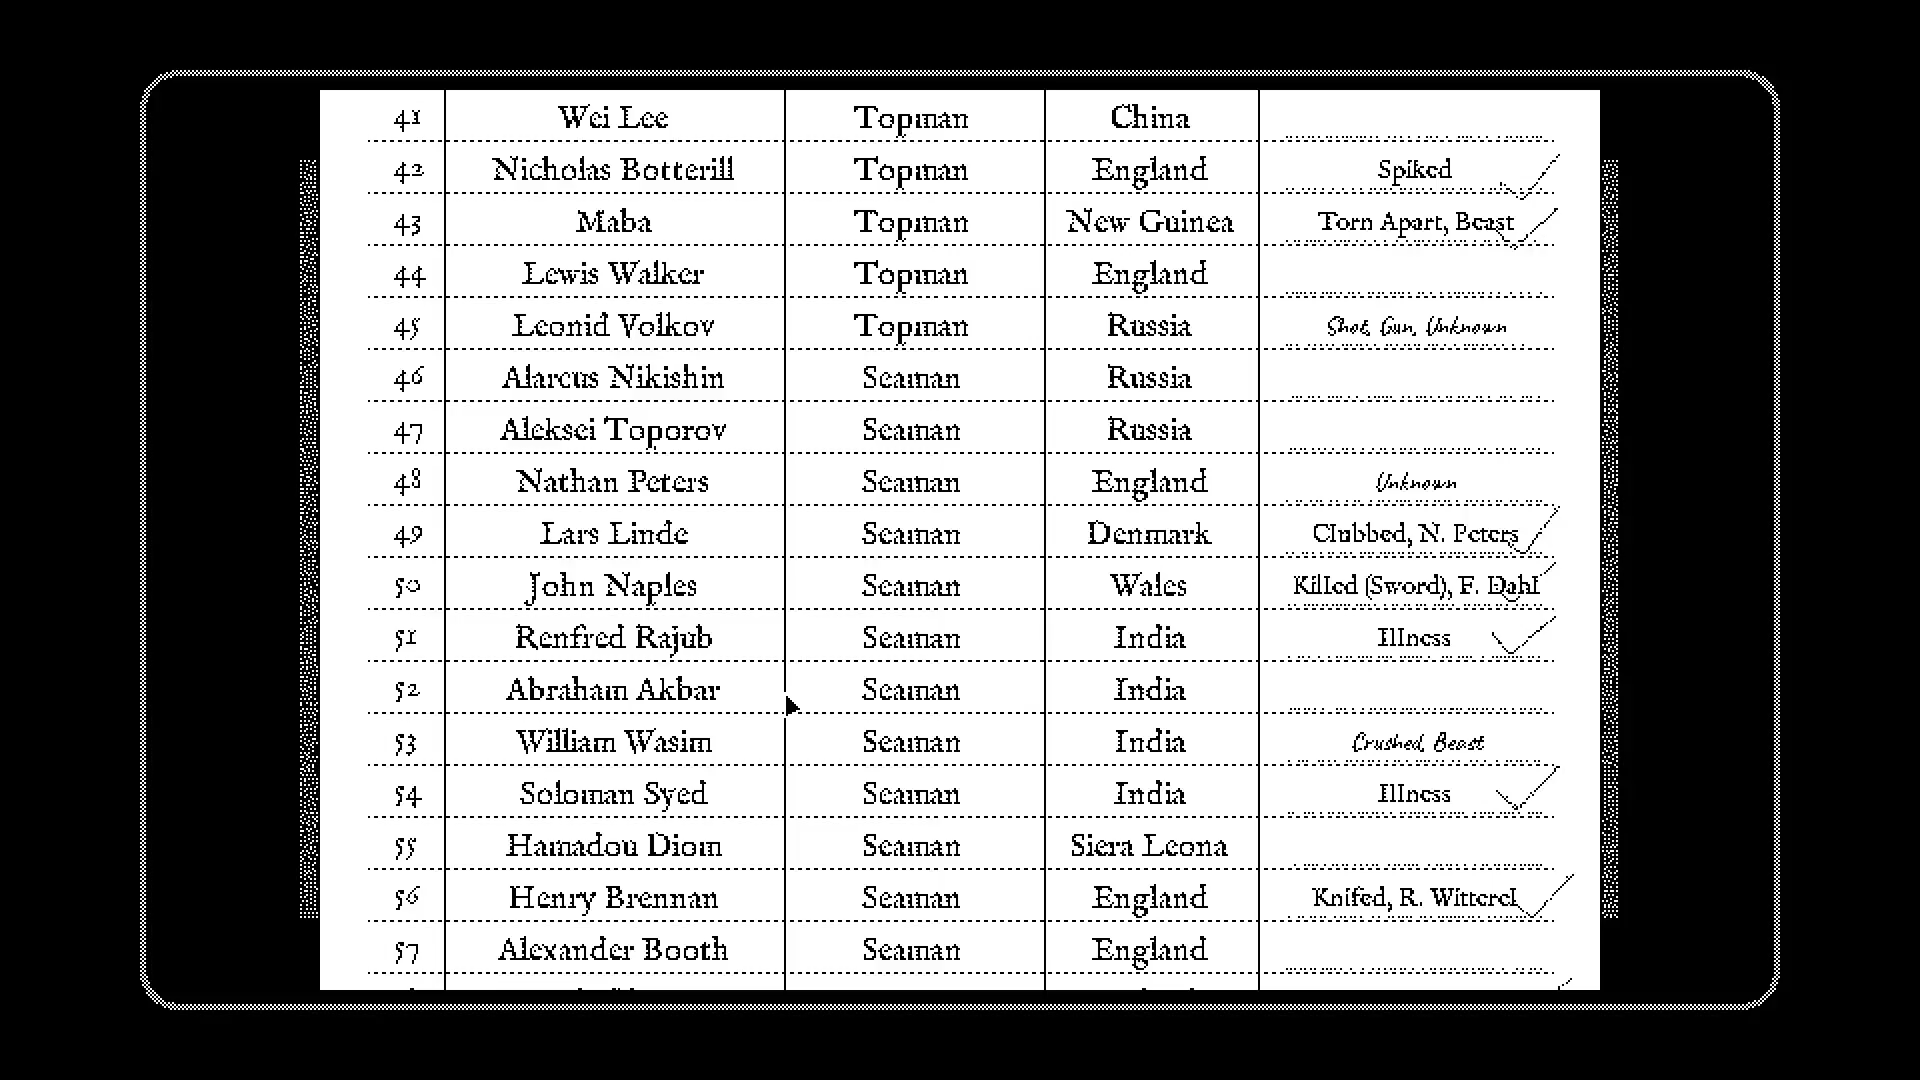 41 Wei Lee Topman China
42 Nicholas Botterill Topman England Spiked
43 Maba Topman New Guinea Torn Apart, Beast
44 Lewis Walker Topman England
45 Leonid Volkov Topman Russia Shot, Gun, Unknown
46 Alarcus Nikishin Seaman Russia
47 Aleksei Toporov Seaman Russia
48 Nathan Peters Seaman England Unknown
49 Lars Linde Seaman Denmark Clubbed, N. Peters
50 John Naples Seaman Wales Killed (Sword), F. Dahl
51 Renfred Rajub Seaman India Illness
52 Abraham Akbar Seaman India
53 William Wasim Seaman India Crushed, Beast
54 Soloman Syed Seaman India Illness
55 Hamadou Diom Seaman Siera Leona
56 Henry Brennan Seaman England Knifed, R. Witterel
57 Alexander Booth Seaman England